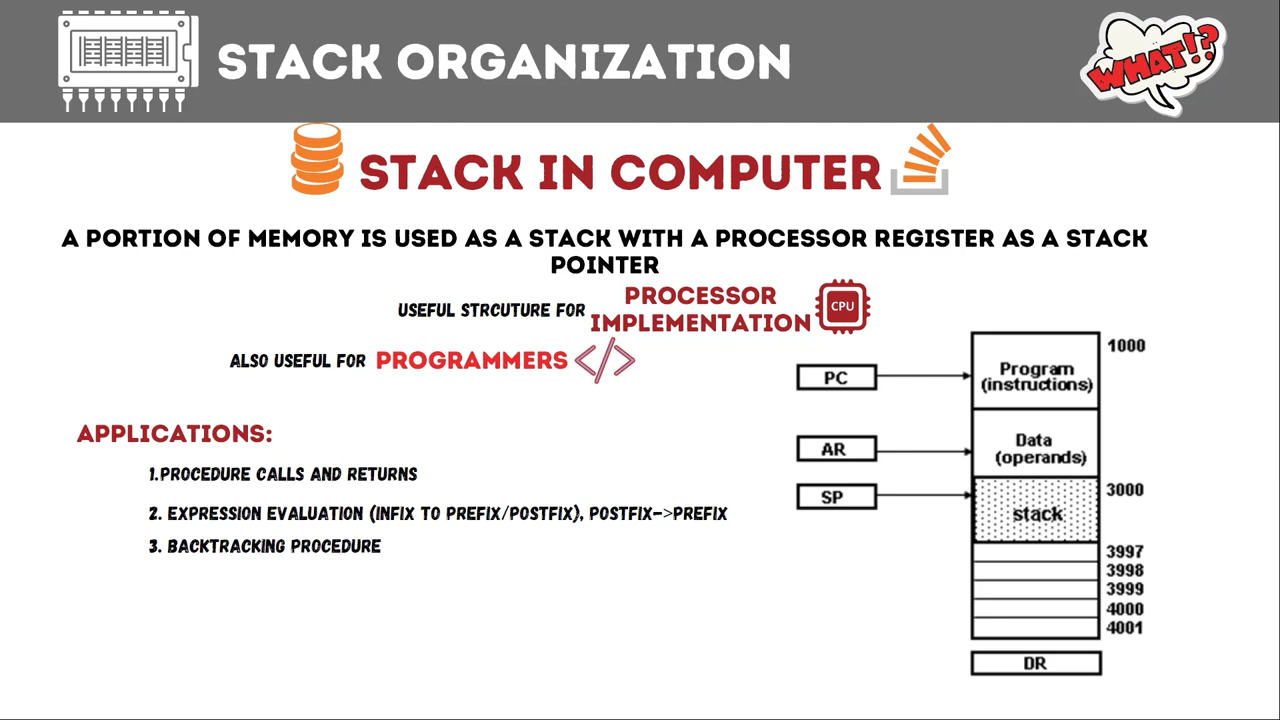 STACK ORGANIZATION
WHAT!?
STACK IN COMPUTER
A PORTION OF MEMORY IS USED AS A STACK WITH A PROCESSOR REGISTER AS A STACK
POINTER
USEFUL STRCUTURE FOR PROCESSOR
IMPLEMENTATION
CPU
ALSO USEFUL FOR PROGRAMMERS </>
APPLICATIONS:
1.PROCEDURE CALLS AND RETURNS
2. EXPRESSION EVALUATION (INFIX TO PREFIX/POSTFIX), POSTFIX->PREFIX
3. BACKTRACKING PROCEDURE
1000
PC
Program
(instructions)
AR
Data
(operands)
SP
3000
stack
3997
3998
3999
4000
4001
DR